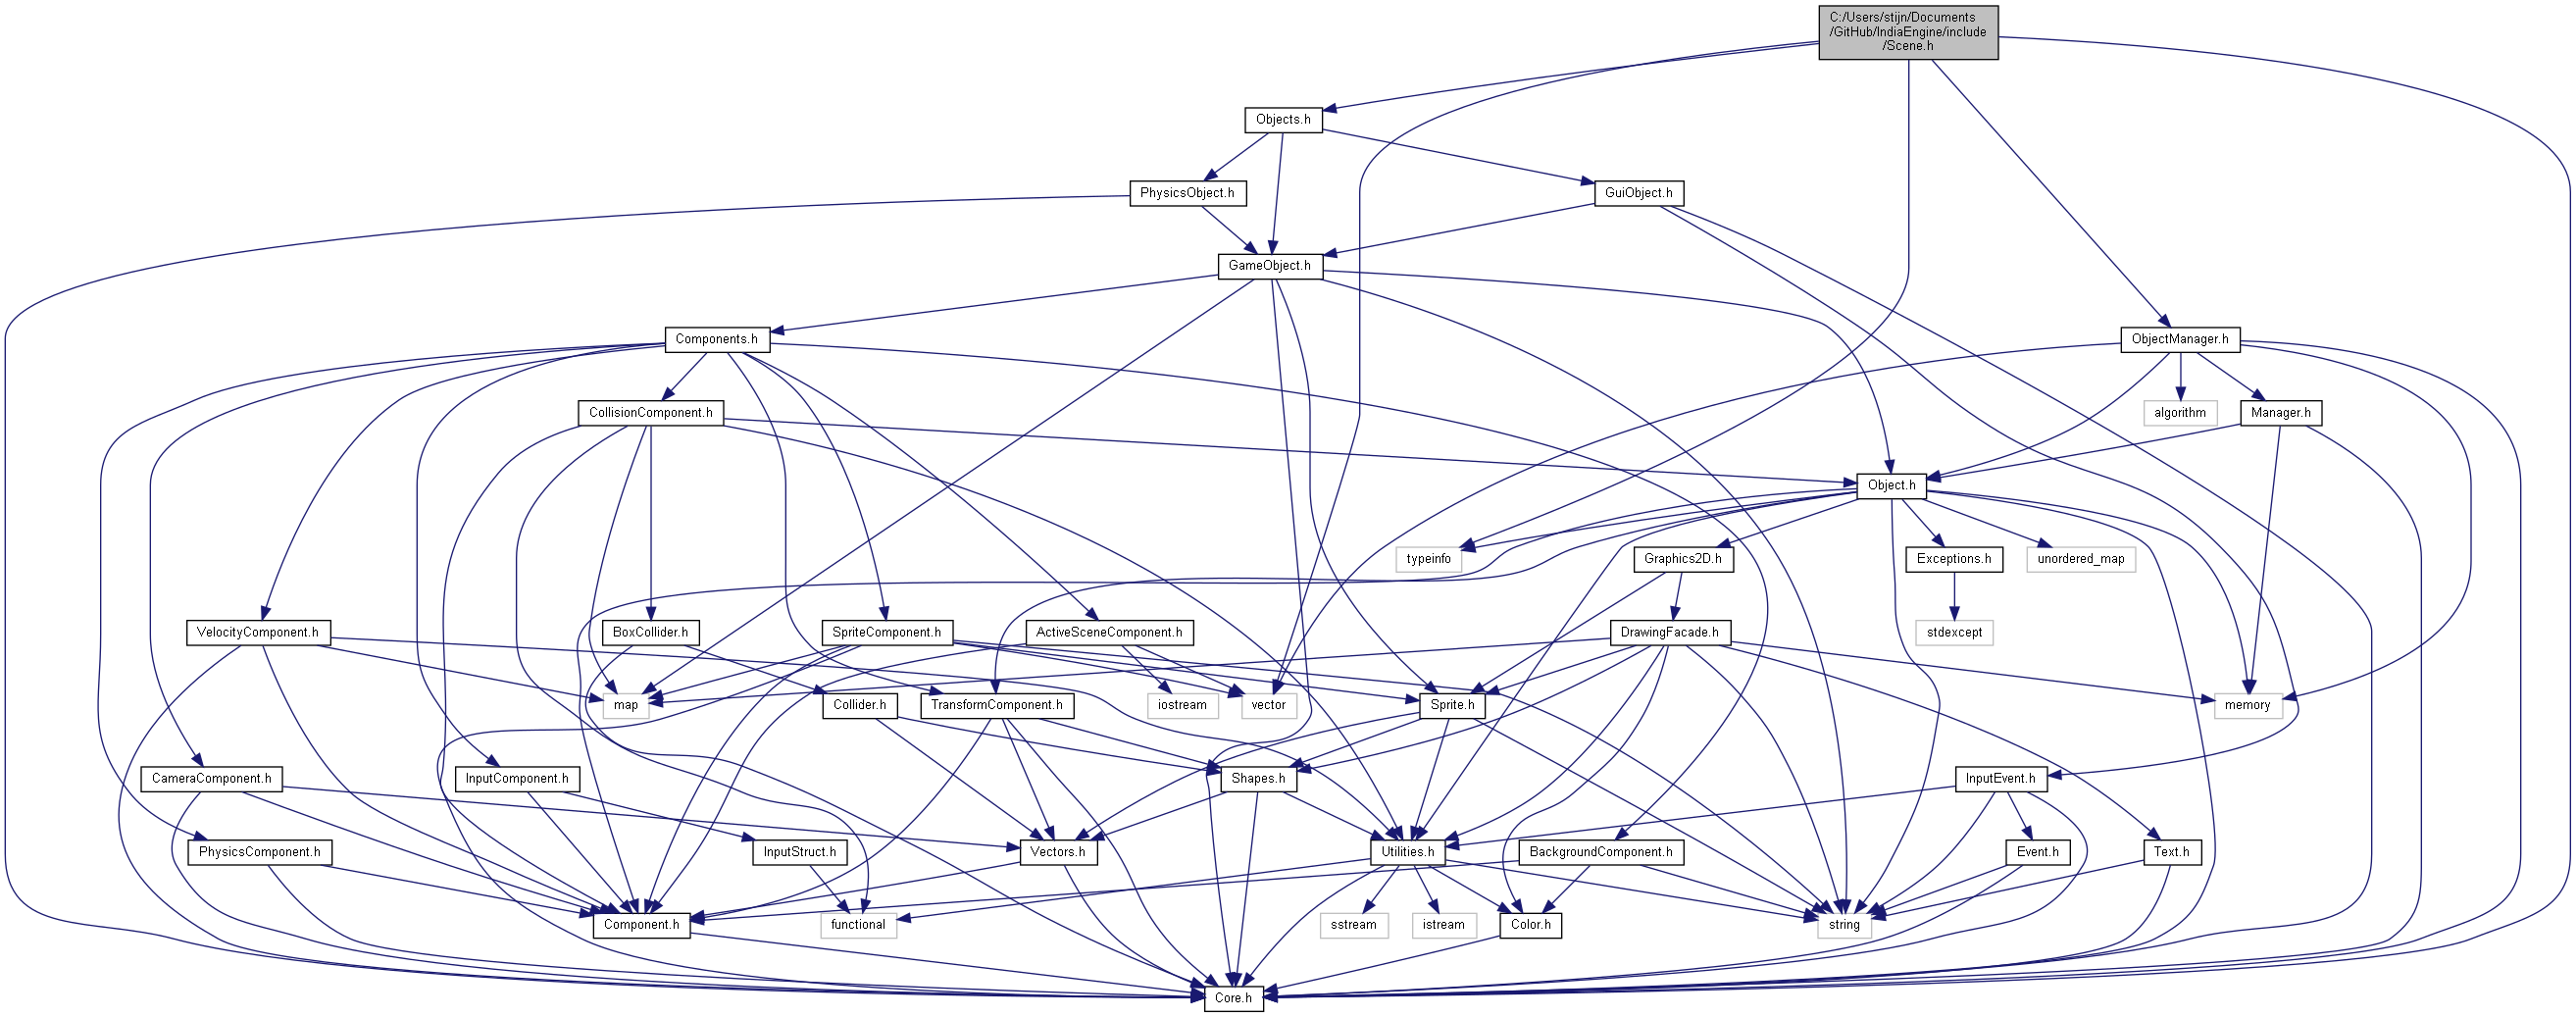 C:/Users/stijn/Documents
/GitHub/IndiaEngine/include
/Scene.h
Objects.h
PhysicsObject.h
GuiObject.h
GameObject.h
Components.h
ObjectManager.h
CollisionComponent.h
algorithm
Manager.h
Object.h
typeinfo
Graphics2D.h
Exceptions.h
unordered_map
VelocityComponent.h
BoxCollider.h
SpriteComponent.h
ActiveSceneComponent.h
DrawingFacade.h
stdexcept
map
Collider.h
TransformComponent.h
iostream
vector
Sprite.h
memory
CameraComponent.h
InputComponent.h
Shapes.h
InputEvent.h
PhysicsComponent.h
InputStruct.h
Vectors.h
Utilities.h
BackgroundComponent.h
Event.h
Text.h
Component.h
functional
sstream
istream
Color.h
string
Core.h